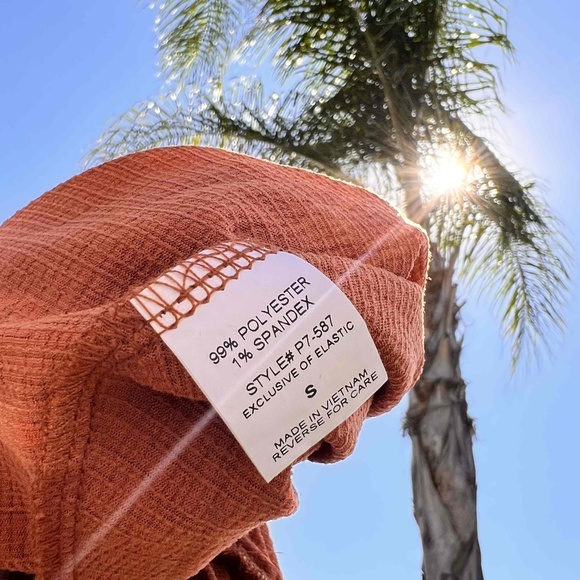 99% POLYESTER
1% SPANDEX
STYLE# P7-587
EXCLUSIVE OF ELASTIC
S
MADE IN VIETNAM
REVERSE FOR CARE